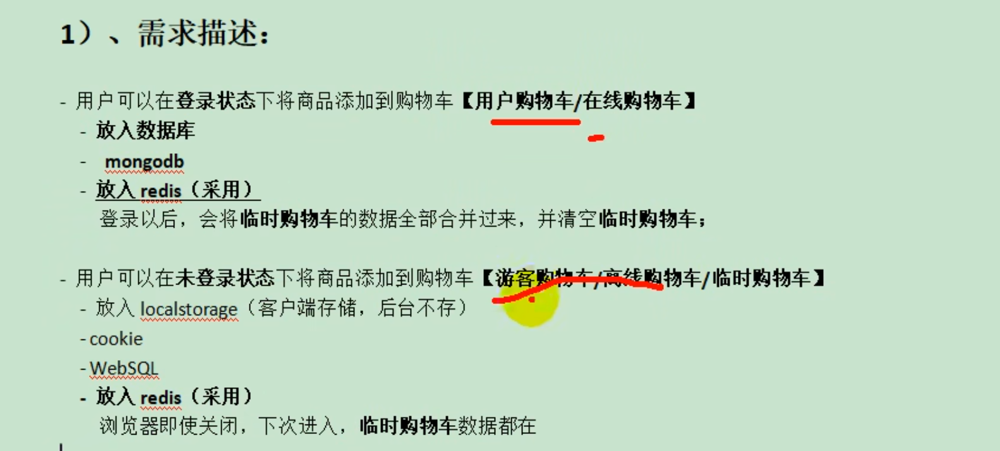 1）、需求描述：
- 用户可以在登录状态下将商品添加到购物车【用户购物车/在线购物车】
- 放入数据库
- mongodb
- 放入 redis（采用）
登录以后，会将临时购物车的数据全部合并过来，并清空临时购物车；
- 用户可以在未登录状态下将商品添加到购物车【游客购物车/离线购物车/临时购物车】
- 放入 localstorage（客户端存储，后台不存）
- cookie
- WebSQL
- 放入 redis（采用）
浏览器即使关闭，下次进入，临时购物车数据都在